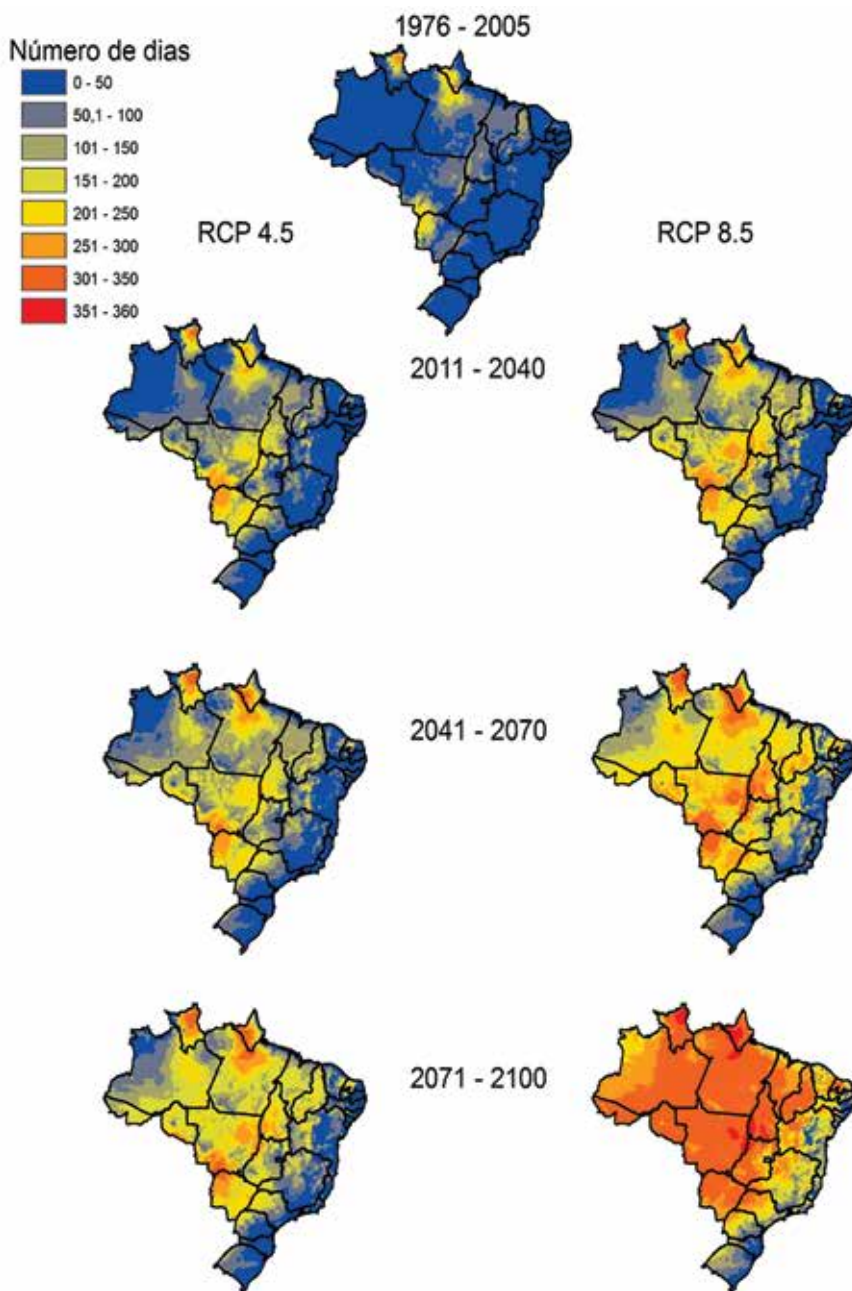 1976 - 2005
Número de dias
0 - 50
50,1 - 100
101 - 150
151 - 200
201 - 250
251 - 300
301 - 350
351 - 360
RCP 4.5
RCP 8.5
2011 - 2040
2041 - 2070
2071 - 2100